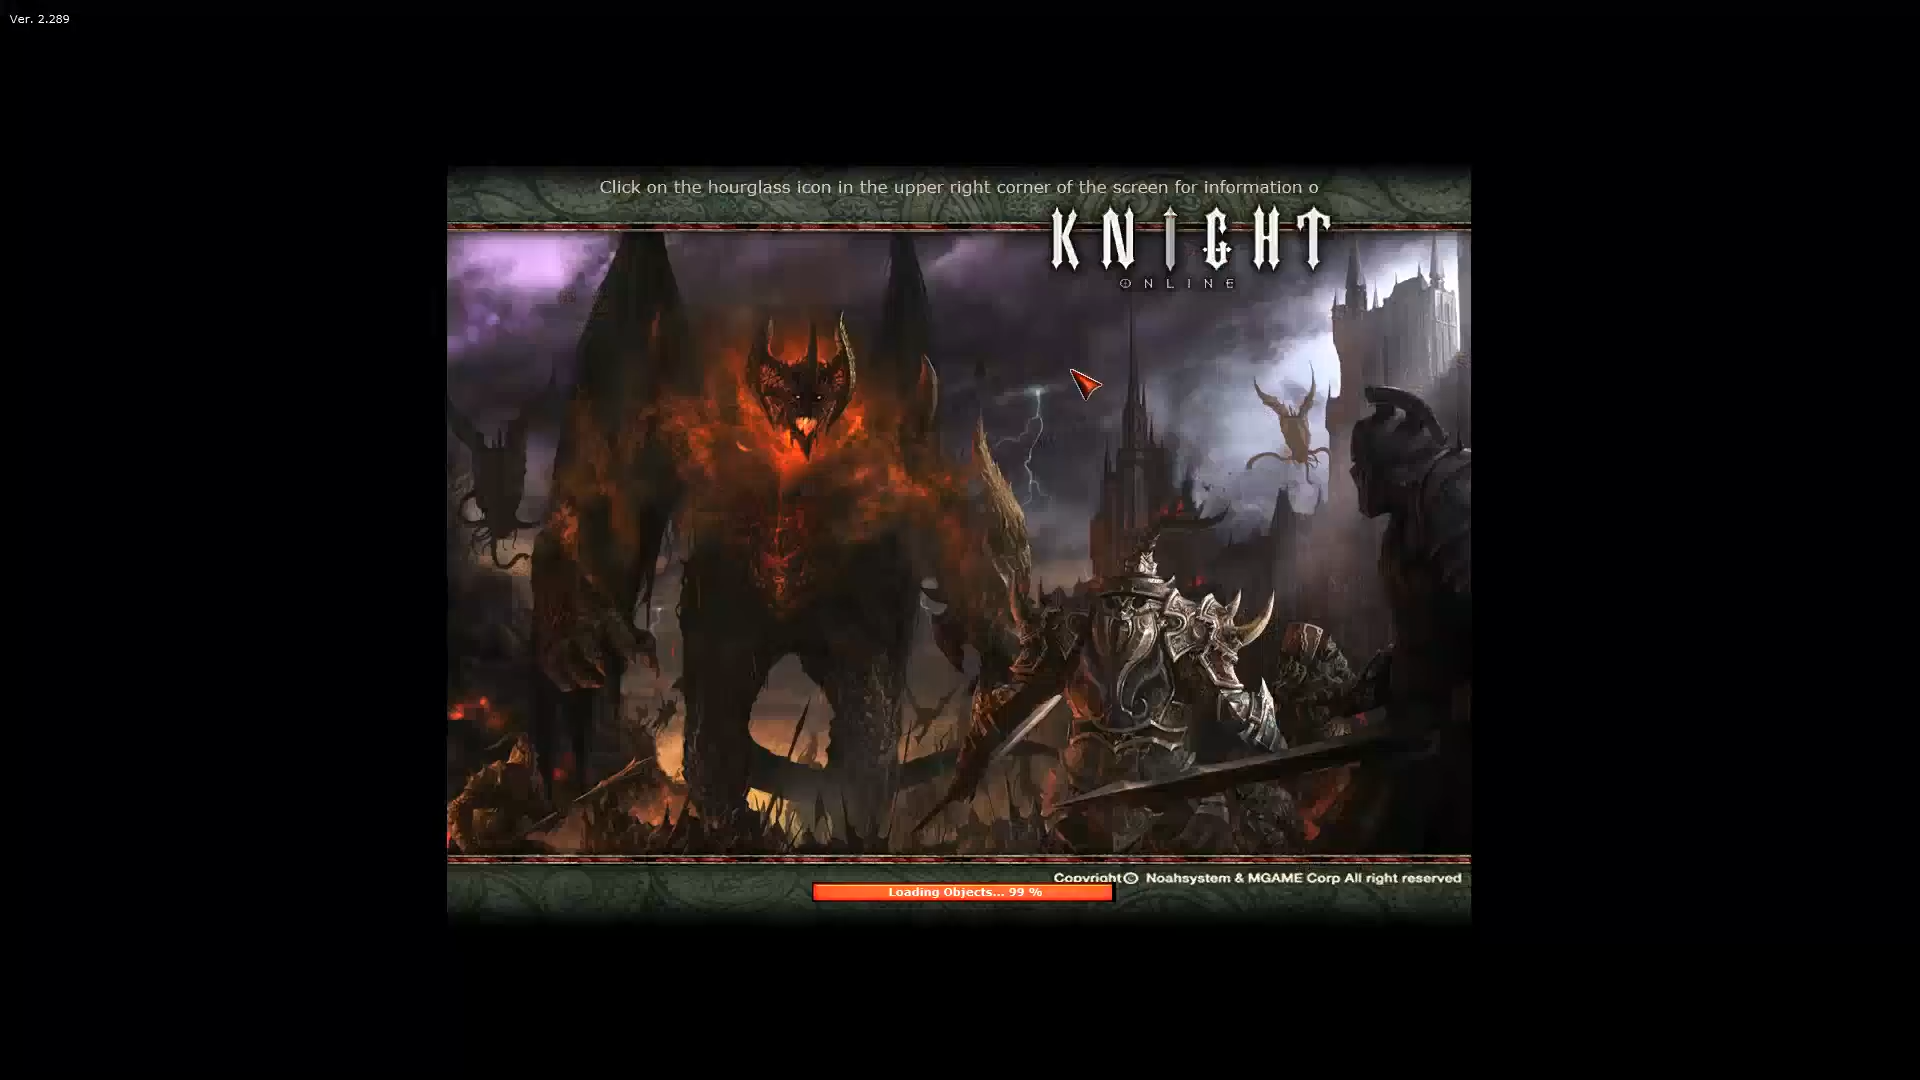 Ver. 2.289
Click on the hourglass icon in the upper right corner of the screen for information o
KNIGHT
ONLINE
Copyright© Noahsystem & MGAME Corp All right reserved
Loading Objects... 99 %